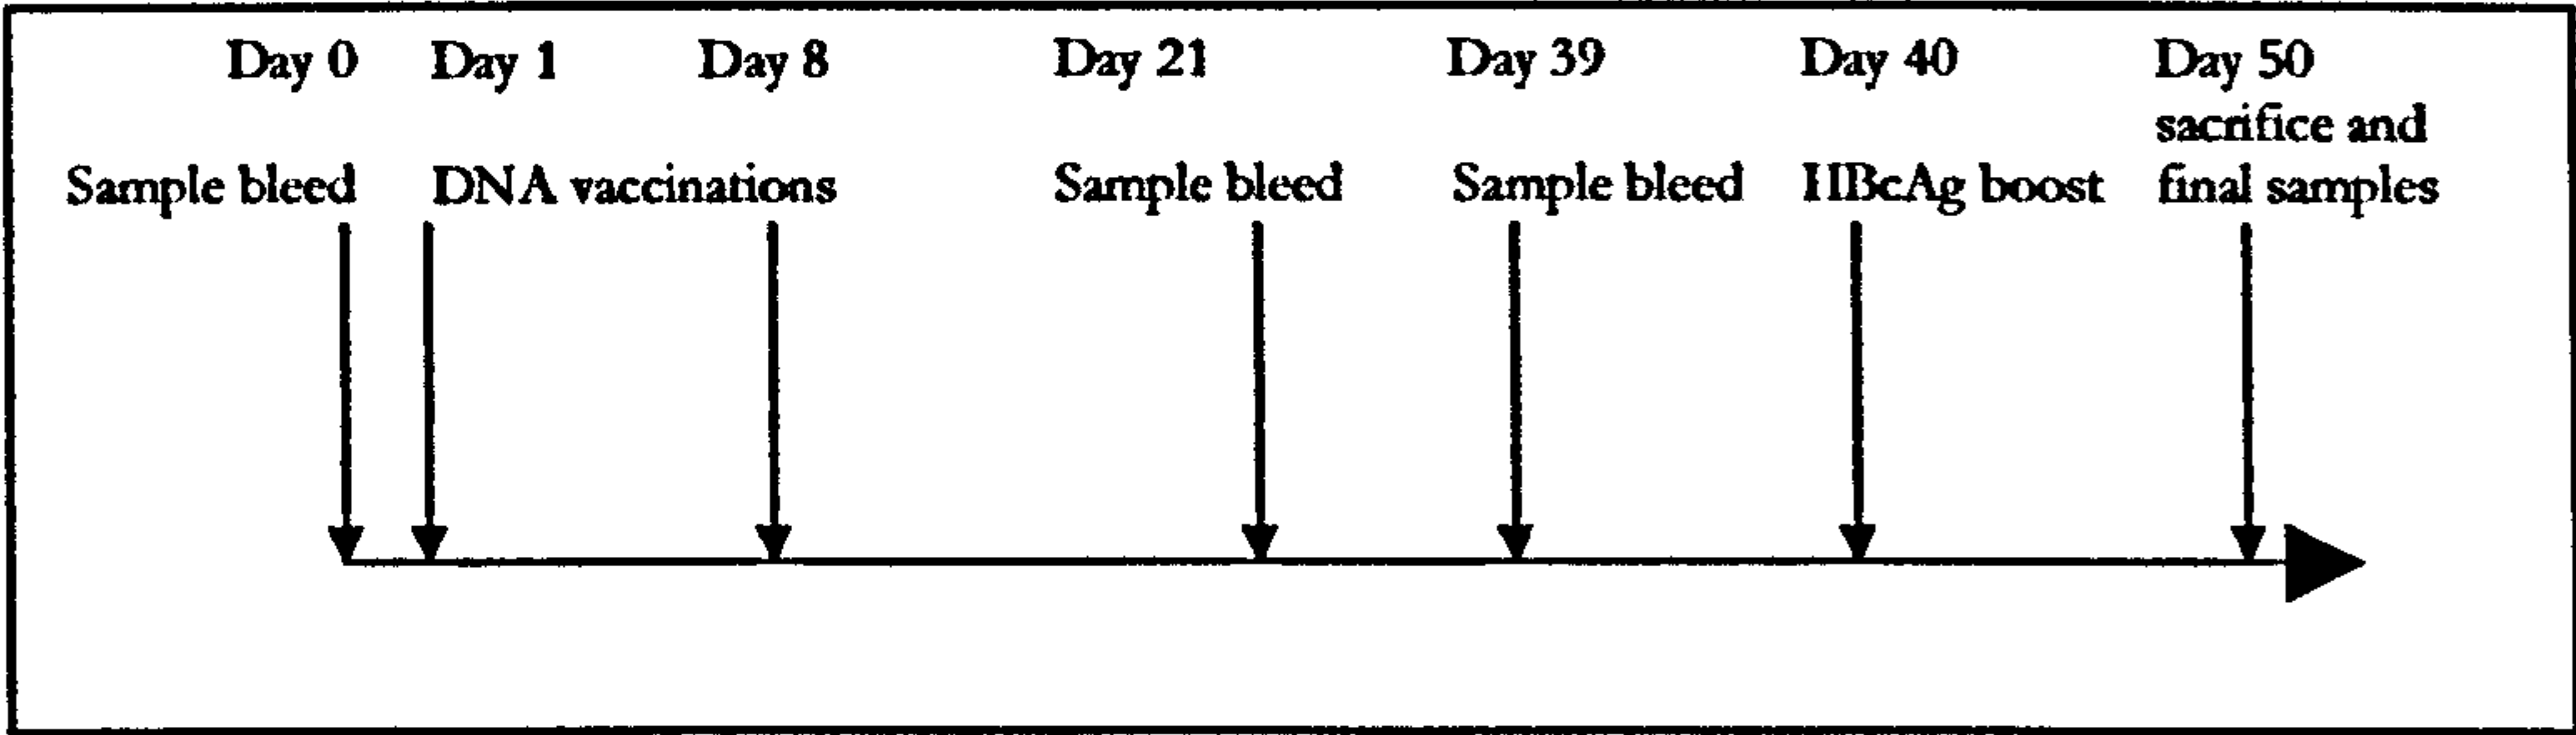 Day 0 Day 1 Day 8 Day 21 Day 39 Day 40 Day 50
sacrifice and
Sample bleed DNA vaccinations Sample bleed Sample bleed HBcAg boost final samples